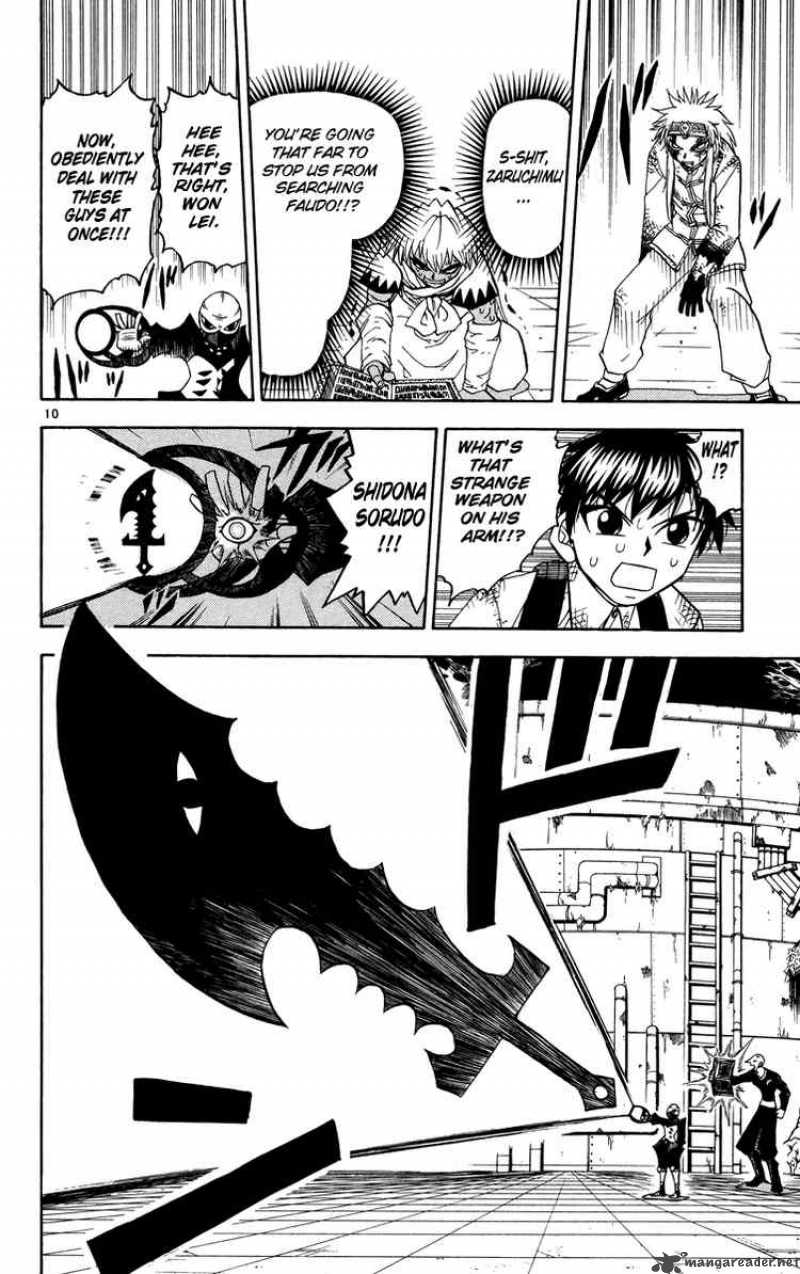 S-SHIT,
ZARUCHIMU
...
YOU'RE GOING
THAT FAR TO
STOP US FROM
SEARCHING
FAUDO!!?
HEE
HEE,
THAT'S
RIGHT,
WON
LEI.
NOW,
OBEDIENTLY
DEAL WITH
THESE
GUYS AT
ONCE!!!
10
WHAT
!?
WHAT'S
THAT
STRANGE
WEAPON
ON HIS
ARM!!?
SHIDONA
SORUDO
!!!
ドン
mangareader.net